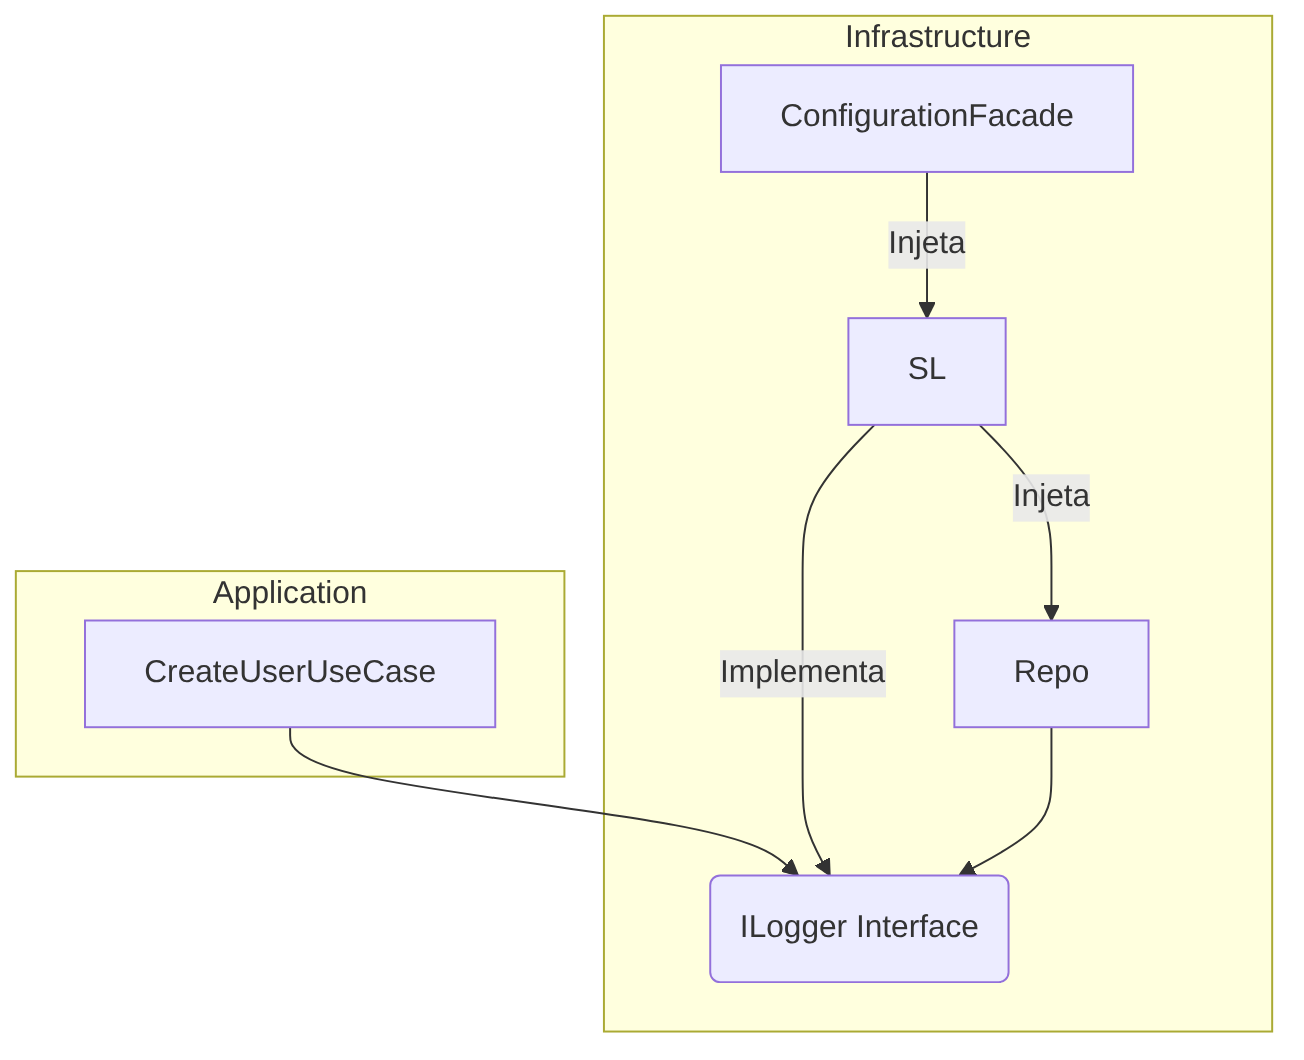 Infrastructure
ConfigurationFacade
Injeta
SL
Injeta
Application
CreateUserUseCase
Implementa
Repo
ILogger Interface